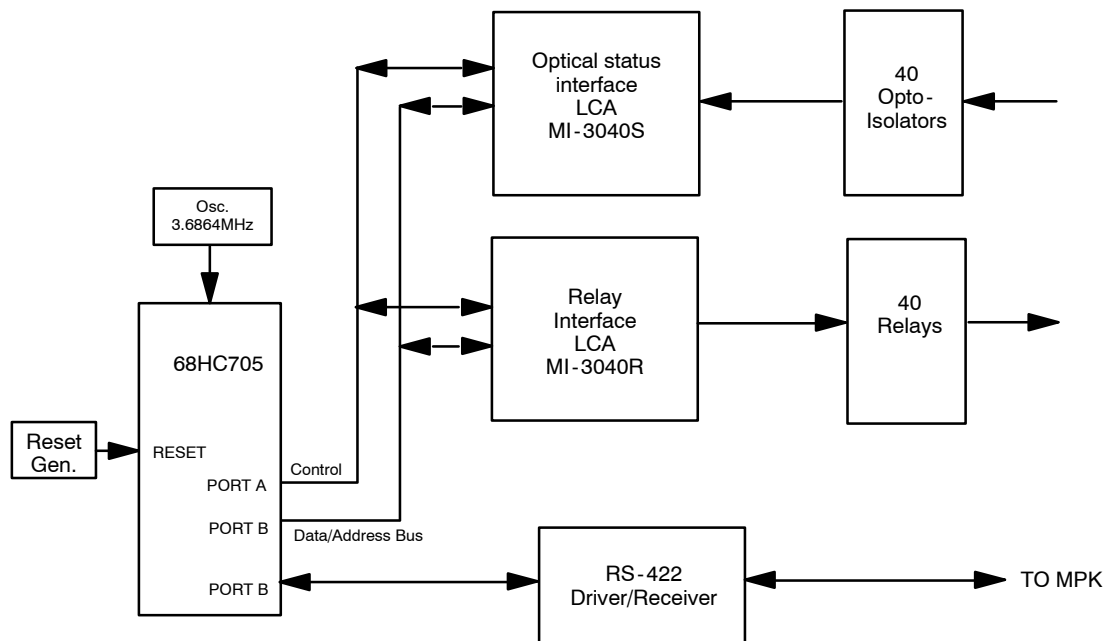 Optical status
interface
LCA
MI-3040S
40
Opto-
Isolators
Osc.
3.6864MHz
Relay
Interface
LCA
MI-3040R
40
Relays
68HC705
Reset
Gen.
RESET
PORT A
Control
PORT B
Data/Address Bus
PORT B
RS-422
Driver/Receiver
TO MPK